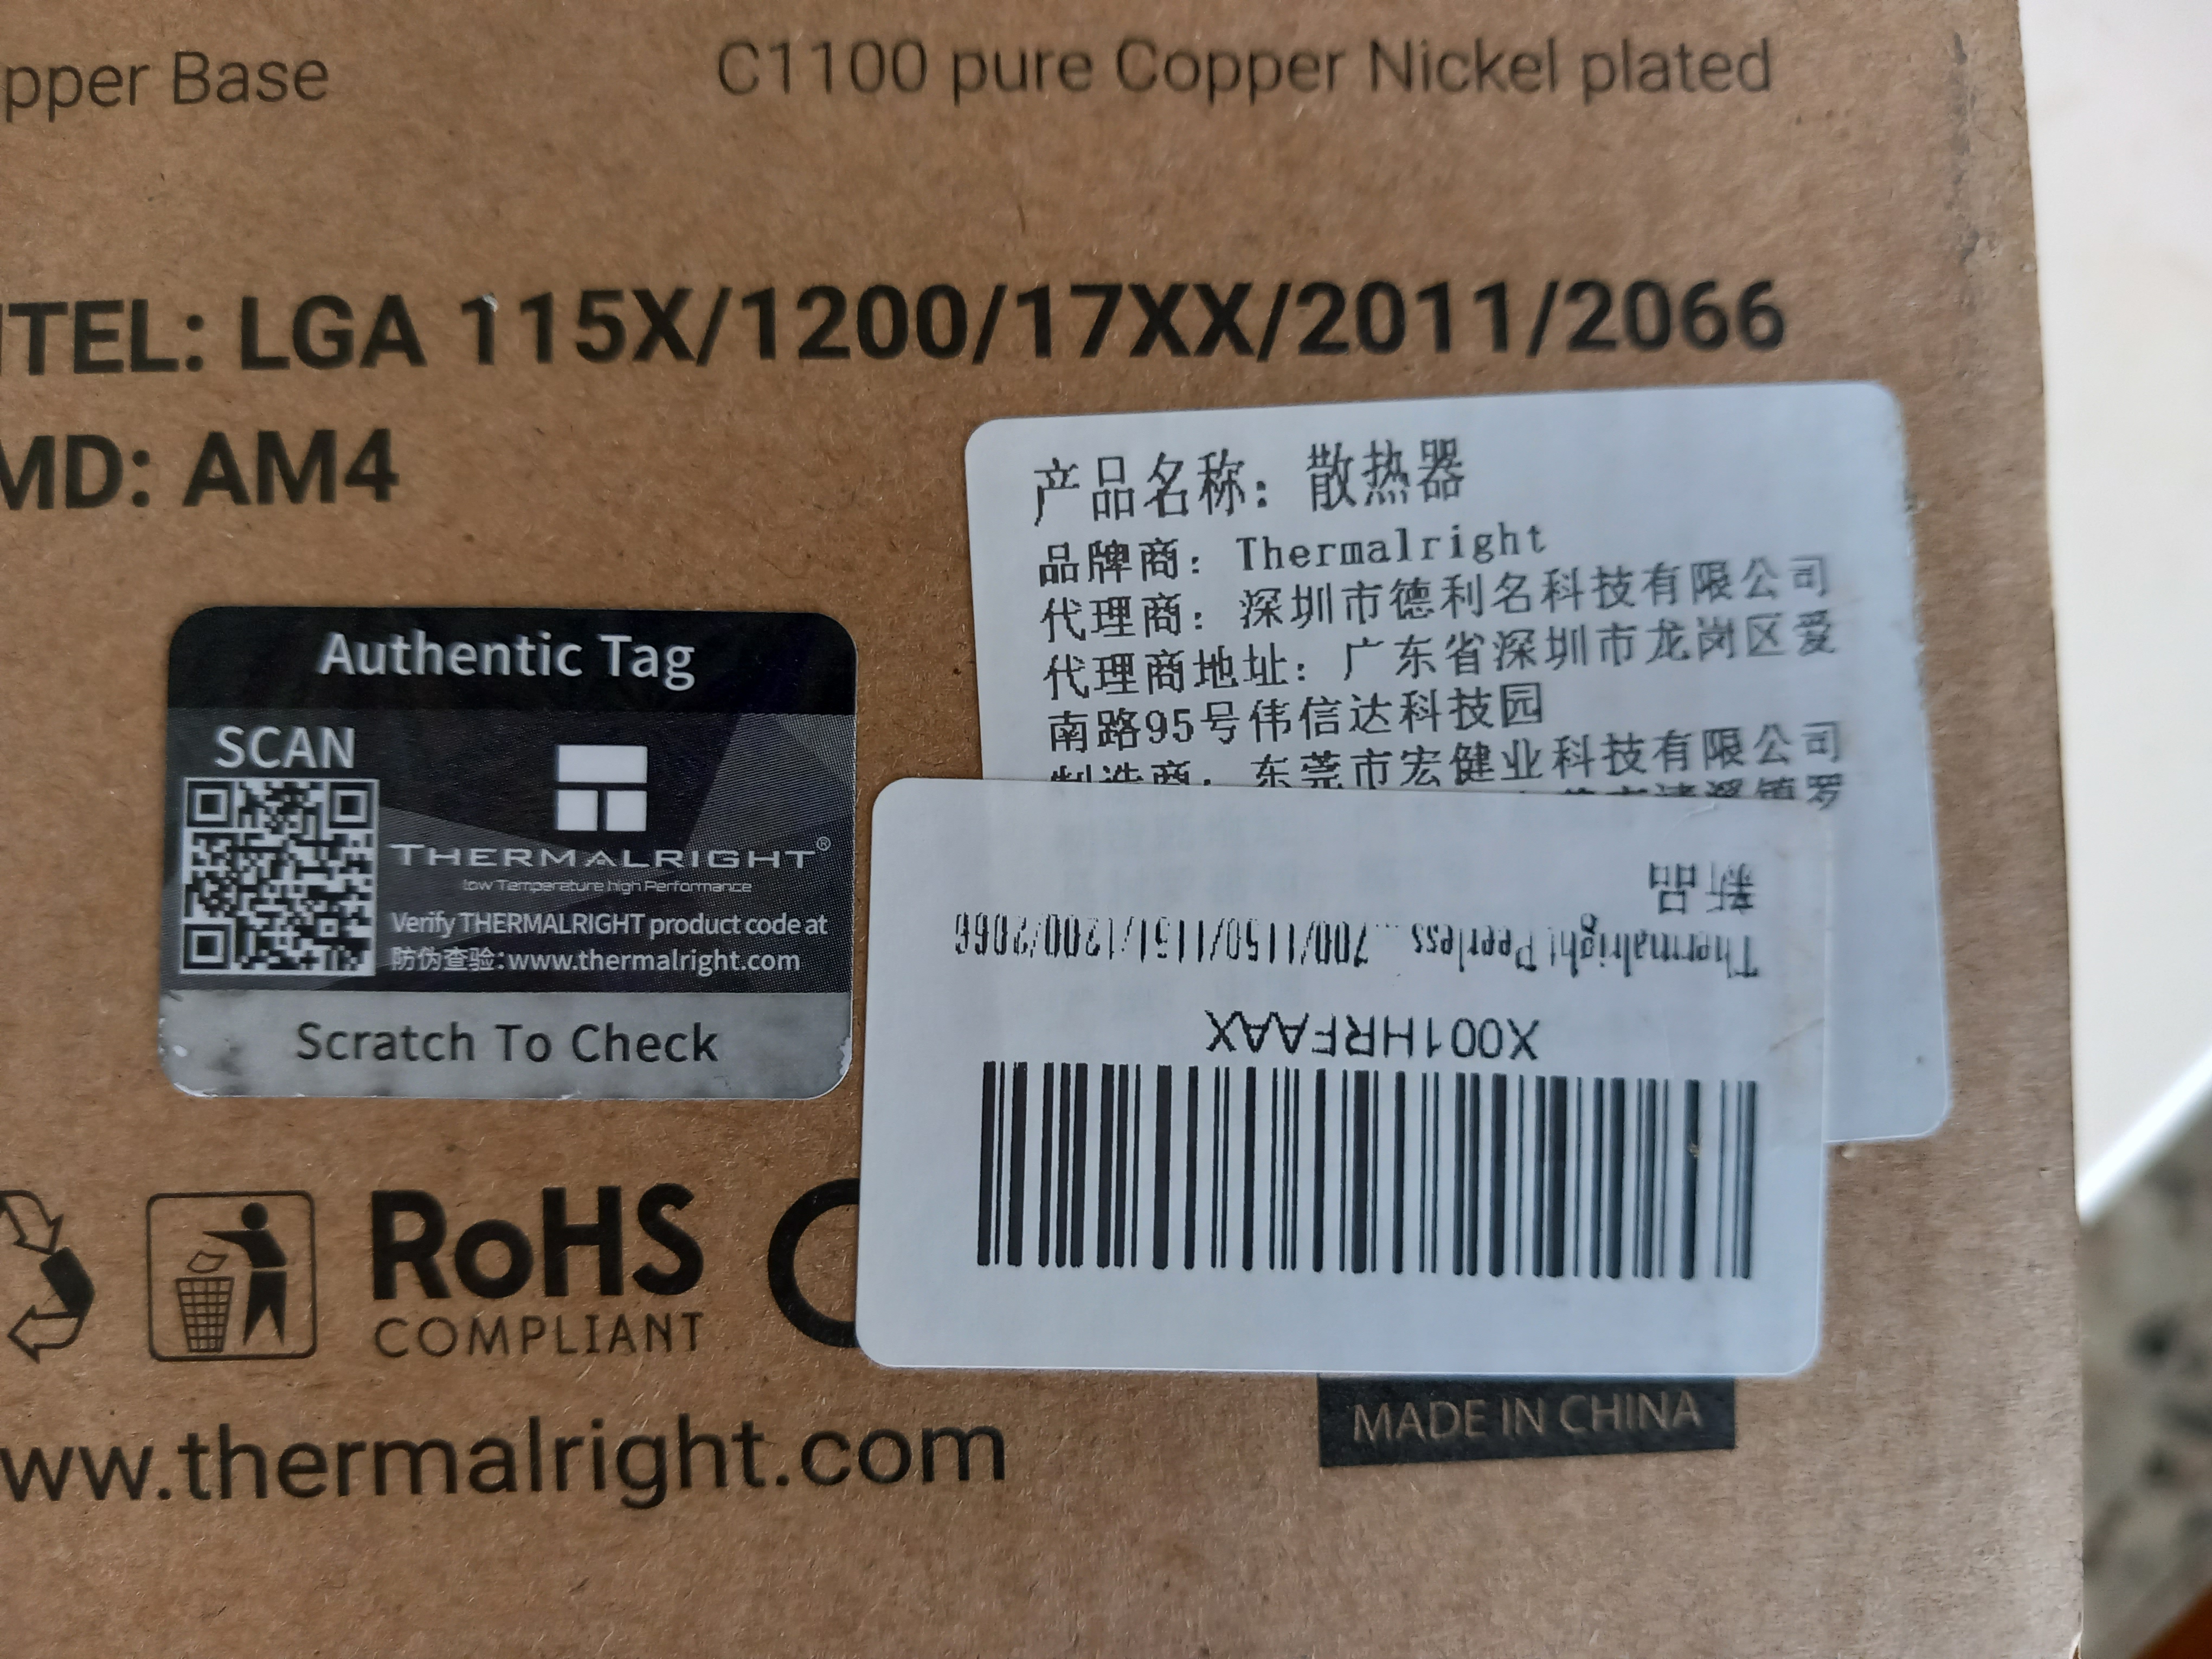 pper Base
C1100 pure Copper Nickel plated
TEL: LGA 115X/1200/17XX/2011/2066
MD: AM4
产品名称：散热器
品牌商：Thermalright
代理商：深圳市德利名科技有限公司
代理商地址：广东省深圳市龙岗区爱
南路95号伟信达科技园
制造商：东莞市宏健业科技有限公司
Authentic Tag
SCAN
THERMALRIGHT®
low Temperature high Performance
Verify THERMALRIGHT product code at
防伪查验:www.thermalright.com
Scratch To Check
X001HRFAAX
Thermalright Peerless ...700/1150/1151/1200/2066
新品
RoHS
COMPLIANT
MADE IN CHINA
ww.thermalright.com